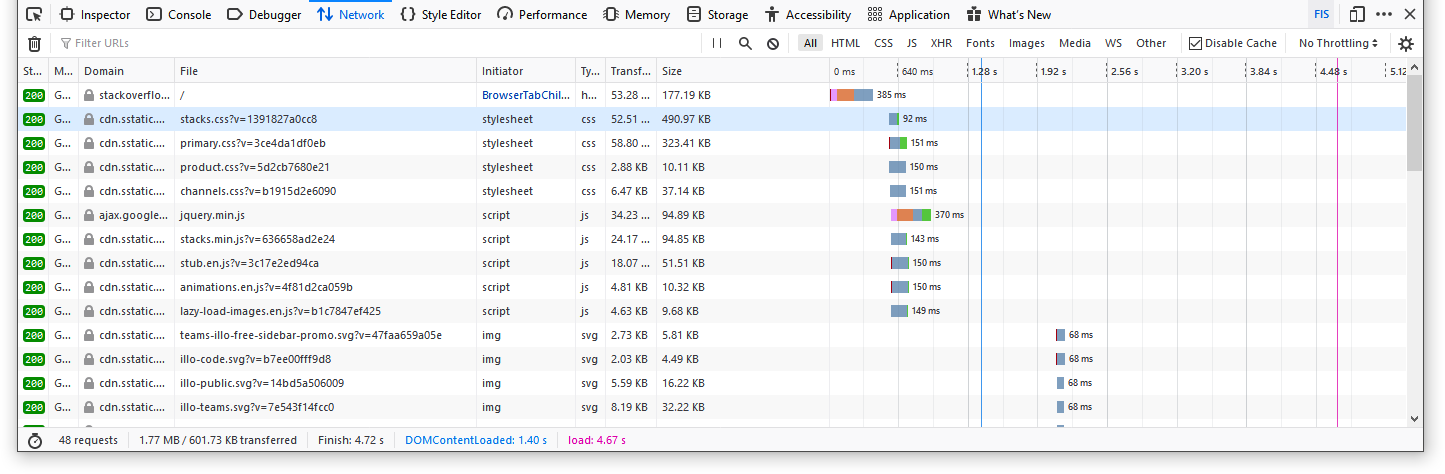 Inspector Console Debugger Network Style Editor Performance Memory Storage Accessibility Application What's New FIS
Filter URLs All HTML CSS JS XHR Fonts Images Media WS Other Disable Cache No Throttling
St... M... Domain File Initiator Ty... Transf... Size 0 ms 640 ms 1.28 s 1.92 s 2.56 s 3.20 s 3.84 s 4.48 s 5.12
200 G... stackoverflo... / BrowserTabChil... h... 53.28 ... 177.19 KB 385 ms
200 G... cdn.sstatic.... stacks.css?v=1391827a0cc8 stylesheet css 52.51 ... 490.97 KB 92 ms
200 G... cdn.sstatic.... primary.css?v=3ce4da1df0eb stylesheet css 58.80 ... 323.41 KB 151 ms
200 G... cdn.sstatic.... product.css?v=5d2cb7680e21 stylesheet css 2.88 KB 10.11 KB 150 ms
200 G... cdn.sstatic.... channels.css?v=b1915d2e6090 stylesheet css 6.47 KB 37.14 KB 151 ms
200 G... ajax.google... jquery.min.js script js 34.23 ... 94.89 KB 370 ms
200 G... cdn.sstatic.... stacks.min.js?v=636658ad2e24 script js 24.17 ... 94.85 KB 143 ms
200 G... cdn.sstatic.... stub.en.js?v=3c17e2ed94ca script js 18.07 ... 51.51 KB 150 ms
200 G... cdn.sstatic.... animations.en.js?v=4f81d2ca059b script js 4.81 KB 10.32 KB 150 ms
200 G... cdn.sstatic.... lazy-load-images.en.js?v=b1c7847ef425 script js 4.63 KB 9.68 KB 149 ms
200 G... cdn.sstatic.... teams-illo-free-sidebar-promo.svg?v=47faa659a05e img svg 2.73 KB 5.81 KB 68 ms
200 G... cdn.sstatic.... illo-code.svg?v=b7ee00fff9d8 img svg 2.03 KB 4.49 KB 68 ms
200 G... cdn.sstatic.... illo-public.svg?v=14bd5a506009 img svg 5.59 KB 16.22 KB 68 ms
200 G... cdn.sstatic.... illo-teams.svg?v=7e543f14fcc0 img svg 8.19 KB 32.22 KB 68 ms
48 requests 1.77 MB / 601.73 KB transferred Finish: 4.72 s DOMContentLoaded: 1.40 s load: 4.67 s